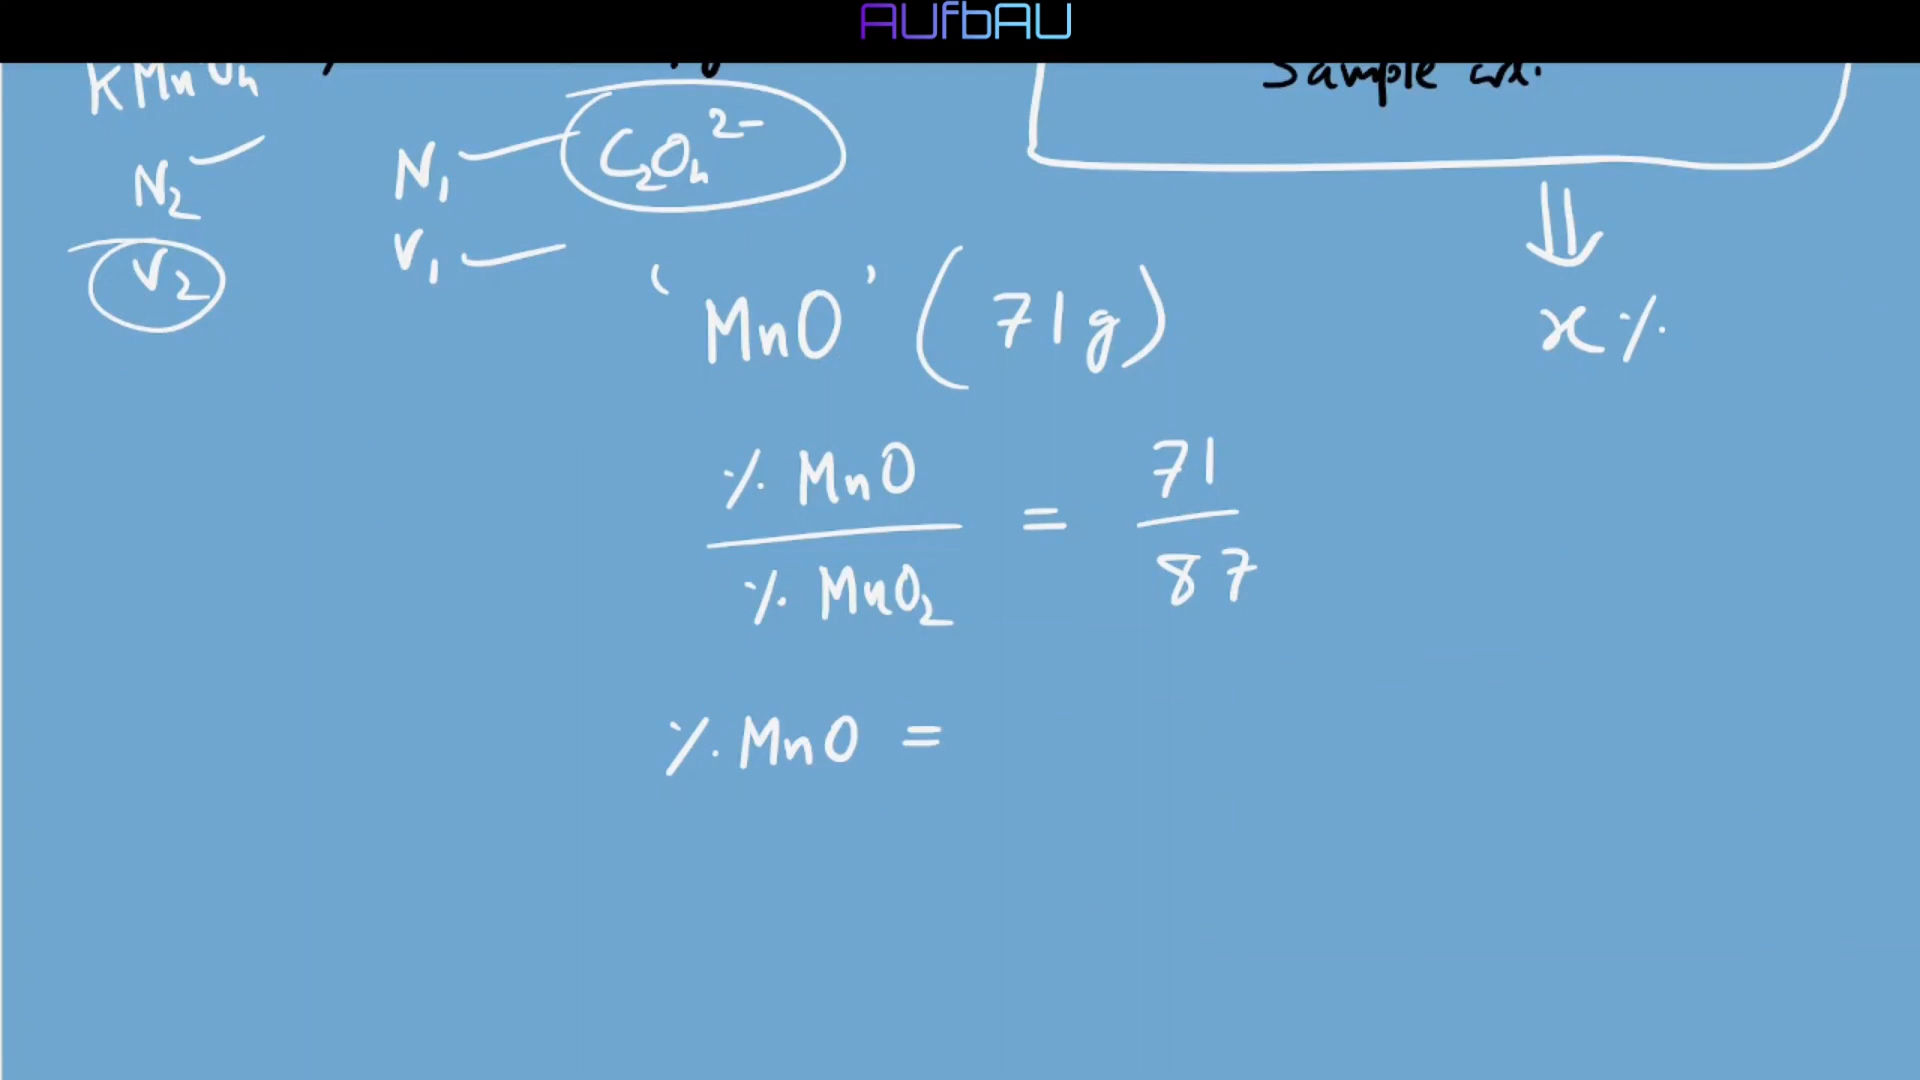 AUFBAU
KMnO4
Sample wt.
N2
N1
C2O4 2-
V2
V1
'MnO' (71g)
x%
% MnO
% MnO2
=
71
87
% MnO =